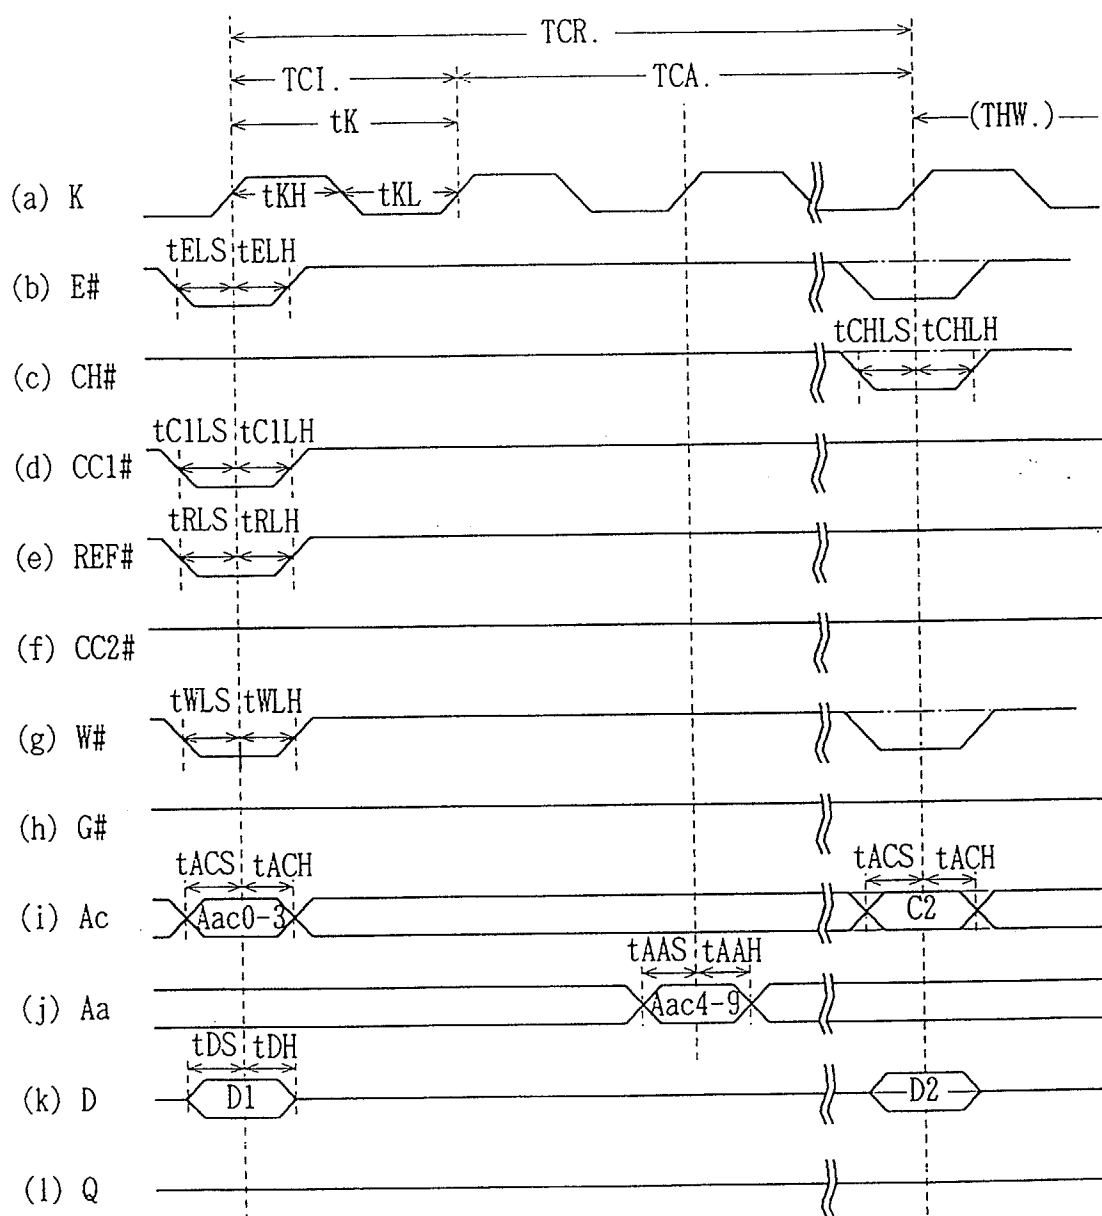 TCR.
TCI. TCA.
tK (THW.)
(a) K tKH tKL
tELS tELH
(b) E#
tCHLS tCHLH
(c) CH#
tC1LS tC1LH
(d) CC1#
tRLS tRLH
(e) REF#
(f) CC2#
tWLS tWLH
(g) W#
(h) G#
tACS tACH tACS tACH
(i) Ac Aac0-3 C2
tAAS tAAH
(j) Aa Aac4-9
tDS tDH
(k) D D1 D2
(l) Q